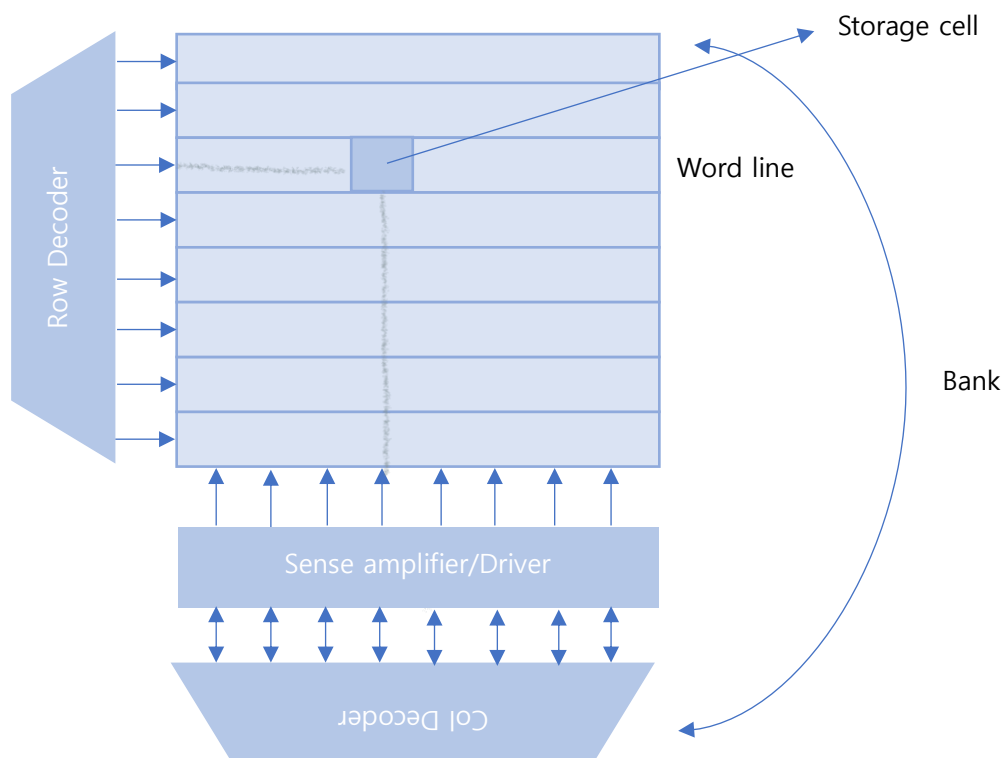 Storage cell
Word line
Row Decoder
Bank
Sense amplifier/Driver
Col Decoder